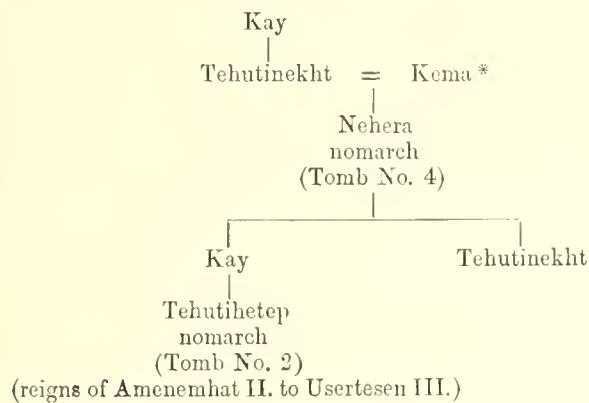 Kay
Tehutinekht = Kema *
Nehera
nomarch
(Tomb No. 4)
Kay Tehutinekht
Tehutihetep
nomarch
(Tomb No. 2)
(reigns of Amenemhat II. to Usertesen III.)